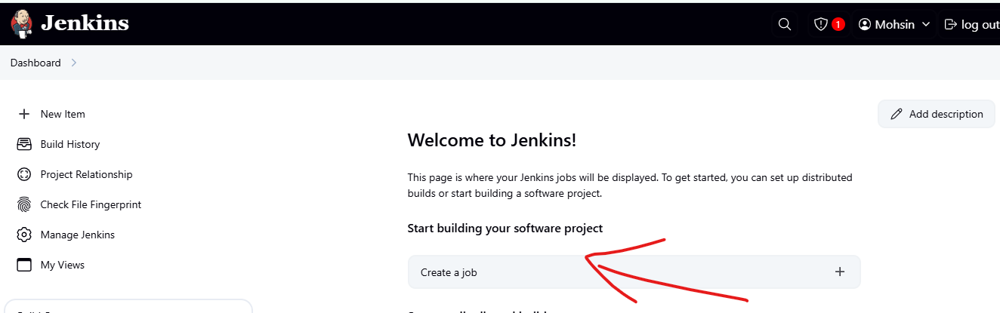 Jenkins
1
Mohsin
log out
Dashboard
New Item
Build History
Project Relationship
Check File Fingerprint
Manage Jenkins
My Views
Add description
Welcome to Jenkins!
This page is where your Jenkins jobs will be displayed. To get started, you can set up distributed
builds or start building a software project.
Start building your software project
Create a job